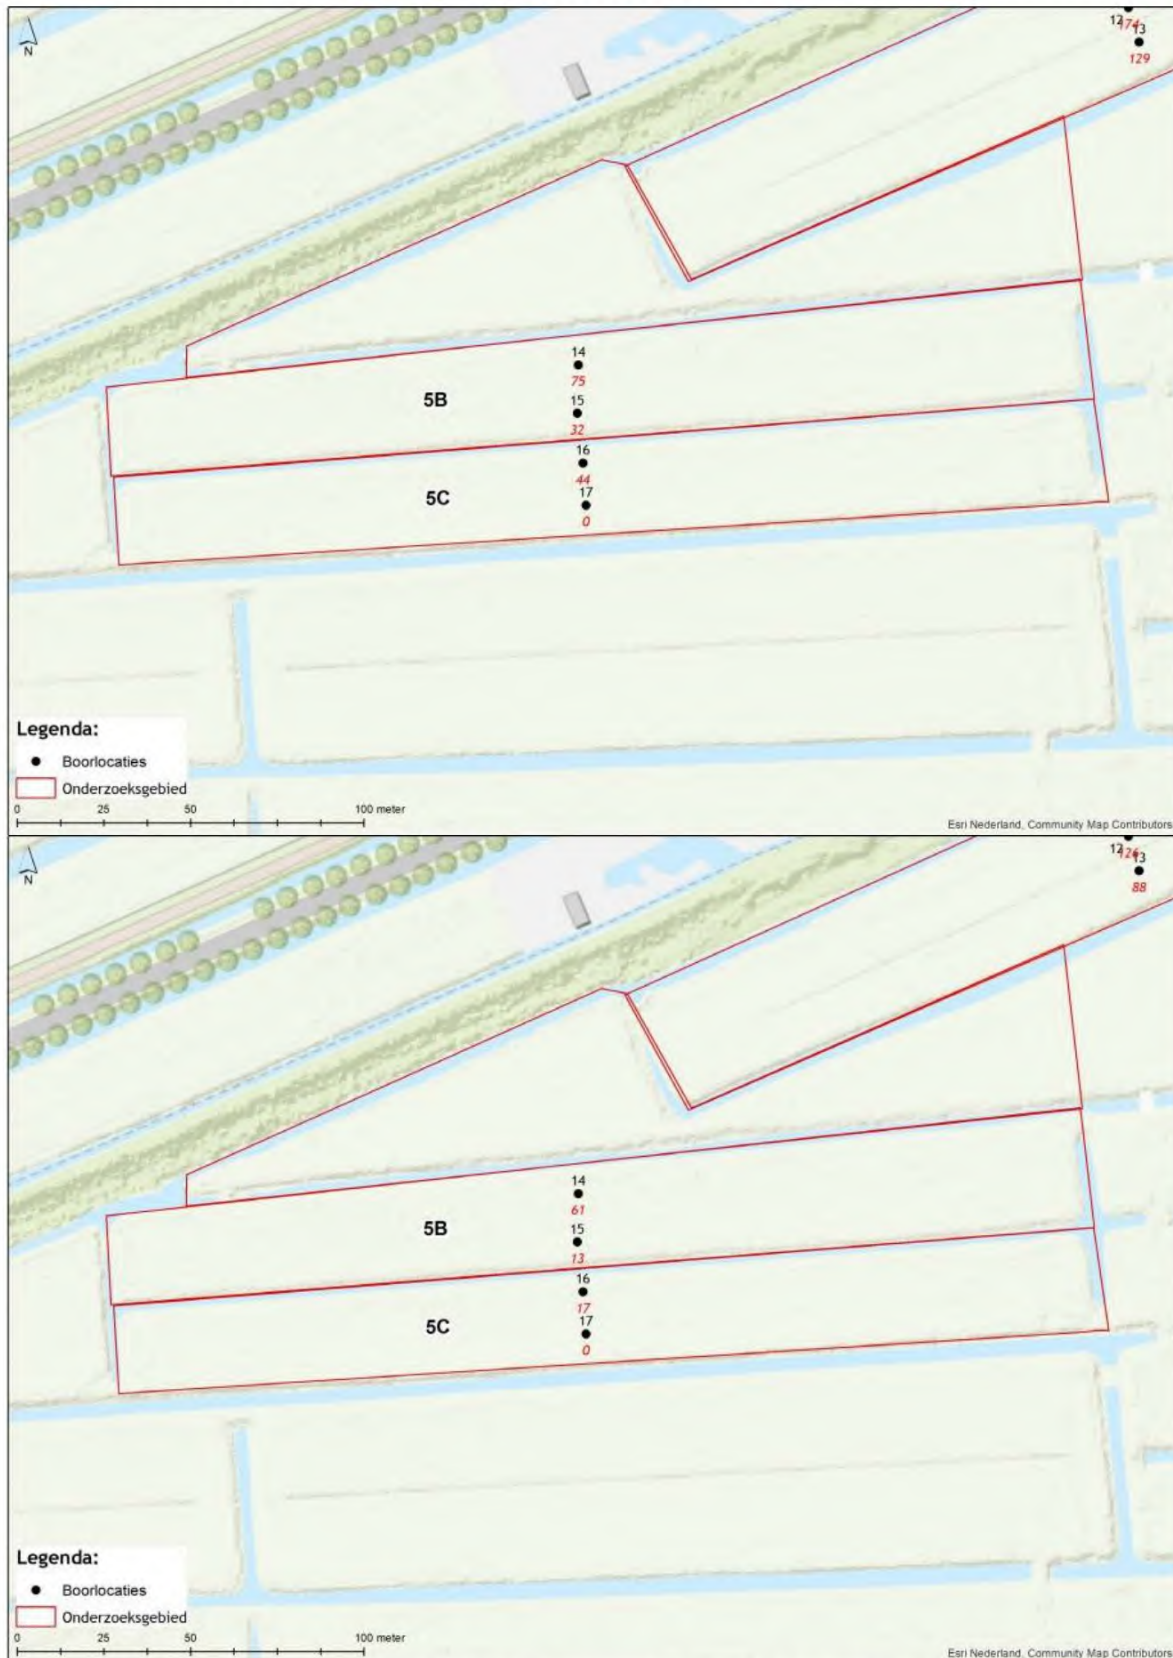 N
12 174 13
129
14
75
5B
15
32
16
44
5C
17
0
Legenda:
Boorlocaties
Onderzoeksgebied
0 25 50 100 meter
Esri Nederland, Community Map Contributors
N
12 126 13
88
14
61
5B
15
13
16
17
5C
17
0
Legenda:
Boorlocaties
Onderzoeksgebied
0 25 50 100 meter
Esri Nederland, Community Map Contributors